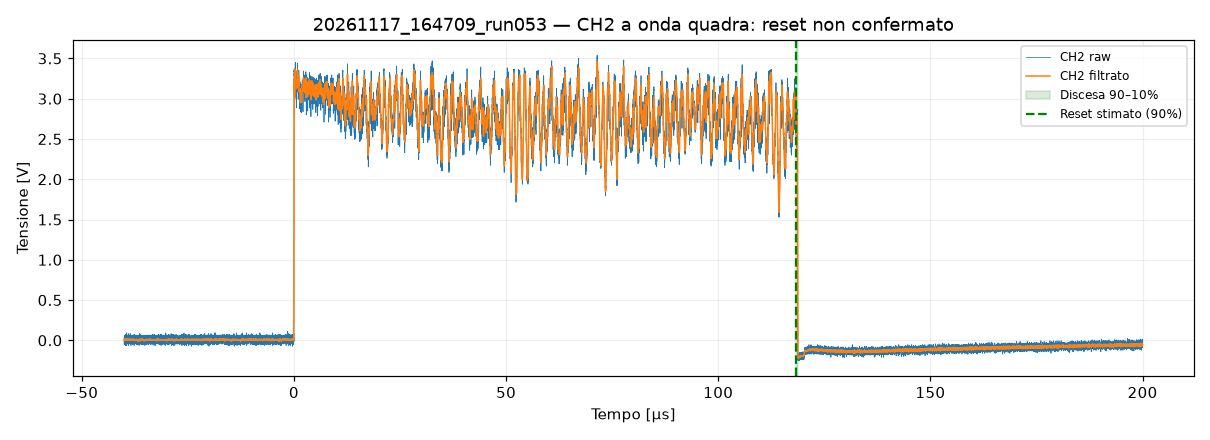 20261117_164709_run053 — CH2 a onda quadra: reset non confermato
CH2 raw
CH2 filtrato
Discesa 90–10%
Reset stimato (90%)
Tensione [V]
3.5
3.0
2.5
2.0
1.5
1.0
0.5
0.0
−50
0
50
100
150
200
Tempo [µs]